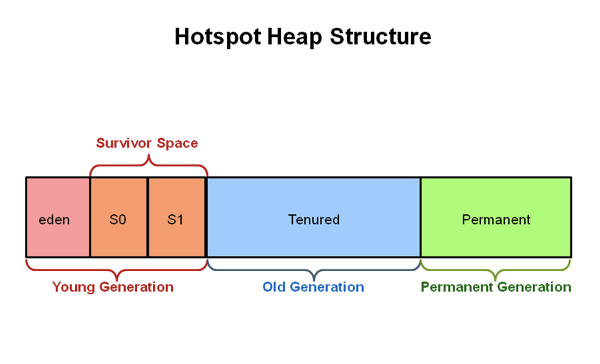 Hotspot Heap Structure
Survivor Space
eden
S0
S1
Tenured
Permanent
Young Generation
Old Generation
Permanent Generation